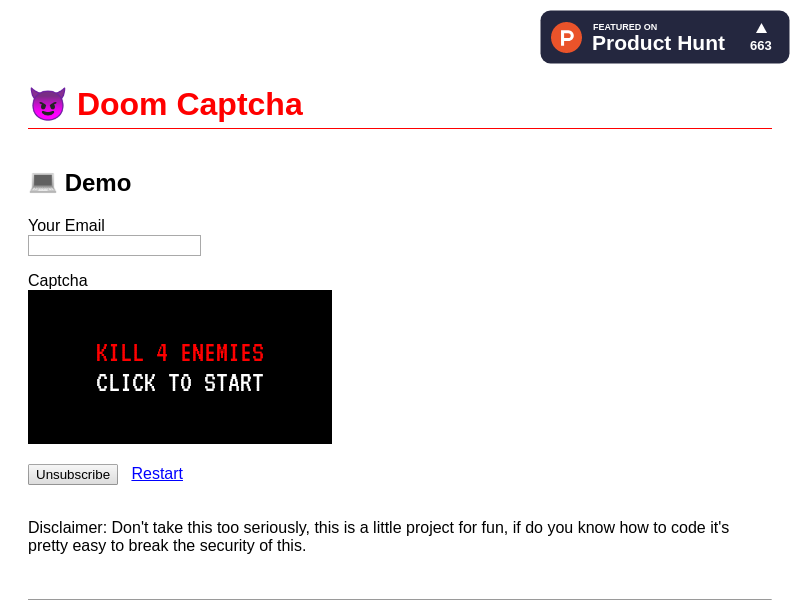 FEATURED ON
Product Hunt
663
Doom Captcha
Demo
Your Email
Captcha
KILL 4 ENEMIES
CLICK TO START
Unsubscribe Restart
Disclaimer: Don't take this too seriously, this is a little project for fun, if do you know how to code it's
pretty easy to break the security of this.